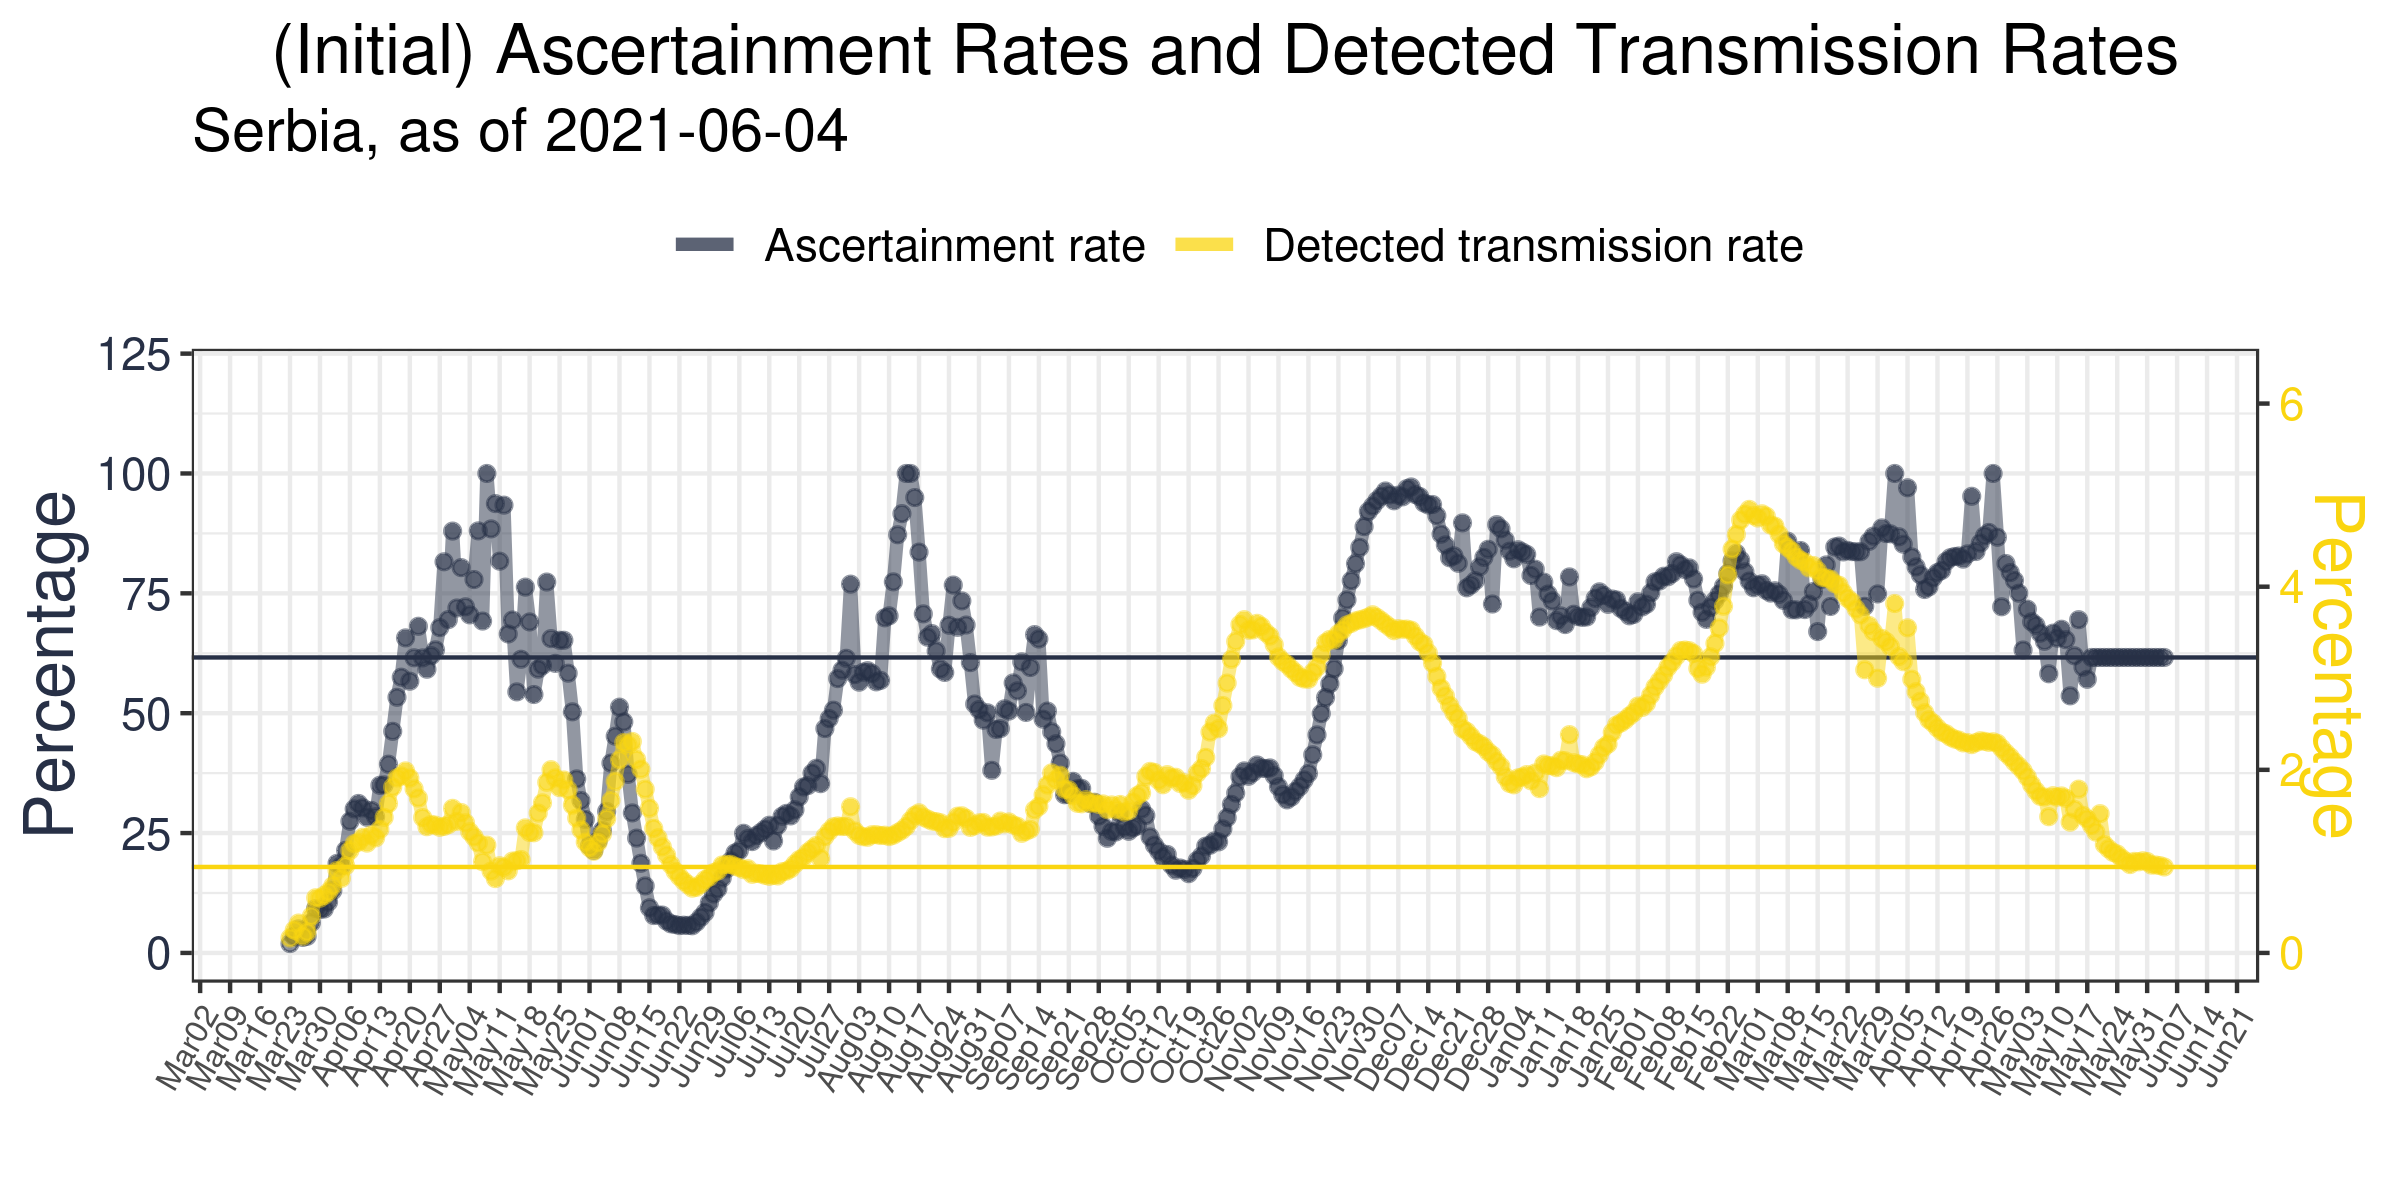 (Initial) Ascertainment Rates and Detected Transmission Rates
Serbia, as of 2021-06-04
Ascertainment rate
Detected transmission rate
Percentage
125
100
75
50
25
0
6
4
2
0
Percentage
Mar02
Mar09
Mar16
Mar23
Mar30
Apr06
Apr13
Apr20
Apr27
May04
May11
May18
May25
Jun01
Jun08
Jun15
Jun22
Jun29
Jul06
Jul13
Jul20
Jul27
Aug03
Aug10
Aug17
Aug24
Aug31
Sep07
Sep14
Sep21
Sep28
Oct05
Oct12
Oct19
Oct26
Nov02
Nov09
Nov16
Nov23
Nov30
Dec07
Dec14
Dec21
Dec28
Jan04
Jan11
Jan18
Jan25
Feb01
Feb08
Feb15
Feb22
Mar01
Mar08
Mar15
Mar22
Mar29
Apr05
Apr12
Apr19
Apr26
May03
May10
May17
May24
May31
Jun07
Jun14
Jun21